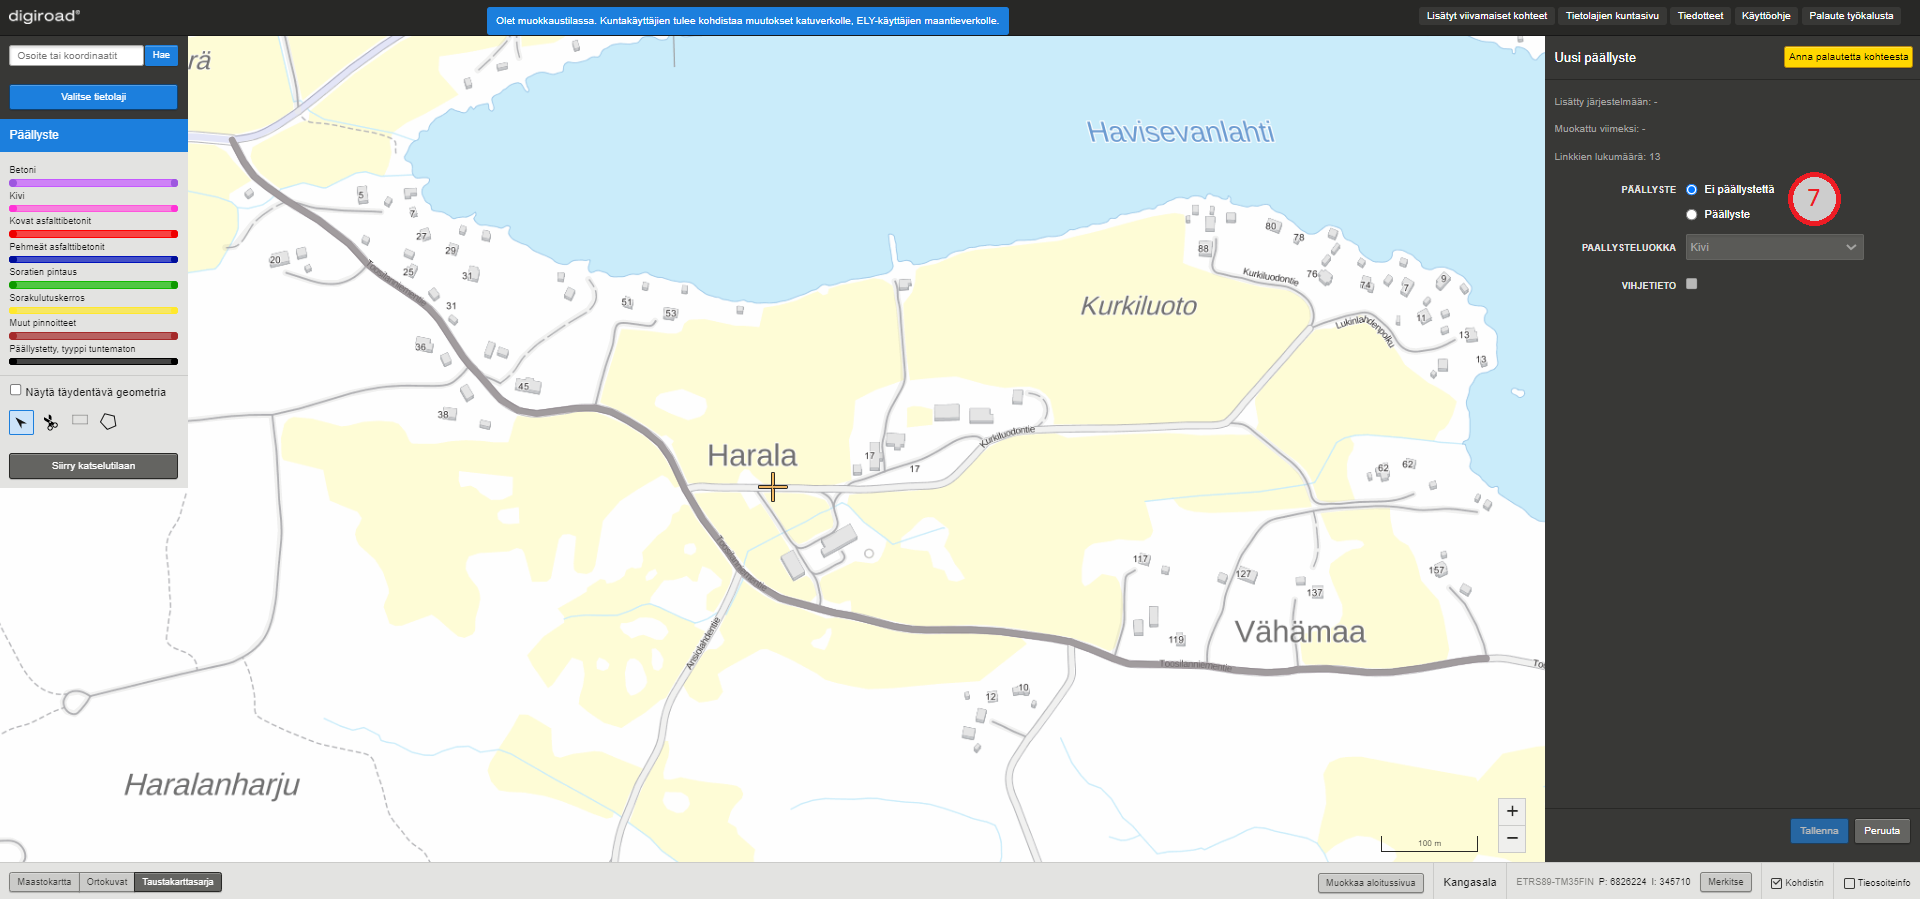 digiroad®
Olet muokkaustilassa. Kuntakäyttäjien tulee kohdistaa muutokset katuverkolle, ELY-käyttäjien maantieverkolle.
Lisätyt viivamaiset kohteet
Tietolajien kuntasivu
Tiedotteet
Käyttöohje
Palaute työkalusta
Osoite tai koordinaatit
Hae
Valitse tietolaji
Päällyste
Betoni
Kivi
Kovat asfalttibetonit
Pehmeät asfalttibetonit
Soratien pintaus
Sorakulutuskerros
Muut pinnoitteet
Päällystetty, tyyppi tuntematon
Näytä täydentävä geometria
Siirry katselutilaan
rä
Havisevanlahti
5
7
27
29
20
25
31
Toosilanniementie
31
51
53
36
45
38
88
80
78
Kurkiluodontie
76
74
7
9
11
Lukinlahdenpolku
13
13
Kurkiluoto
Harala
17
17
Kurkiluodontie
62
62
Toosilanniementie
117
127
137
157
119
Vähämaa
Ansiolahdentie
Toosilanniementie
To
12
10
Haralanharju
+
−
100 m
Uusi päällyste
Anna palautetta kohteesta
Lisätty järjestelmään: -
Muokattu viimeksi: -
Linkkien lukumäärä: 13
PÄÄLLYSTE
Ei päällystettä
7
Päällyste
PÄÄLLYSTELUOKKA
Kivi
VIHJETIETO
Tallenna
Peruuta
Maastokartta
Ortokuvat
Taustakarttasarja
Muokkaa aloitussivua
Kangasala
ETRS89-TM35FIN P: 6826224 I: 345710
Merkitse
Kohdistin
Tieosoiteinfo